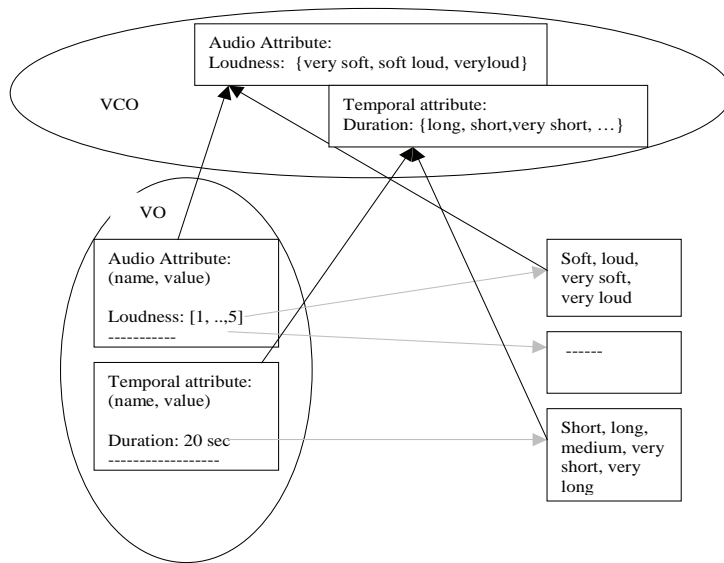 Audio Attribute:
Loudness: {very soft, soft loud, veryloud}
VCO
Temporal attribute:
Duration: {long, short,very short, …}
VO
Audio Attribute:
(name, value)
Loudness: [1, ..,5]
-----------
Temporal attribute:
(name, value)
Duration: 20 sec
------------------
Soft, loud,
very soft,
very loud
------
Short, long,
medium, very
short, very
long